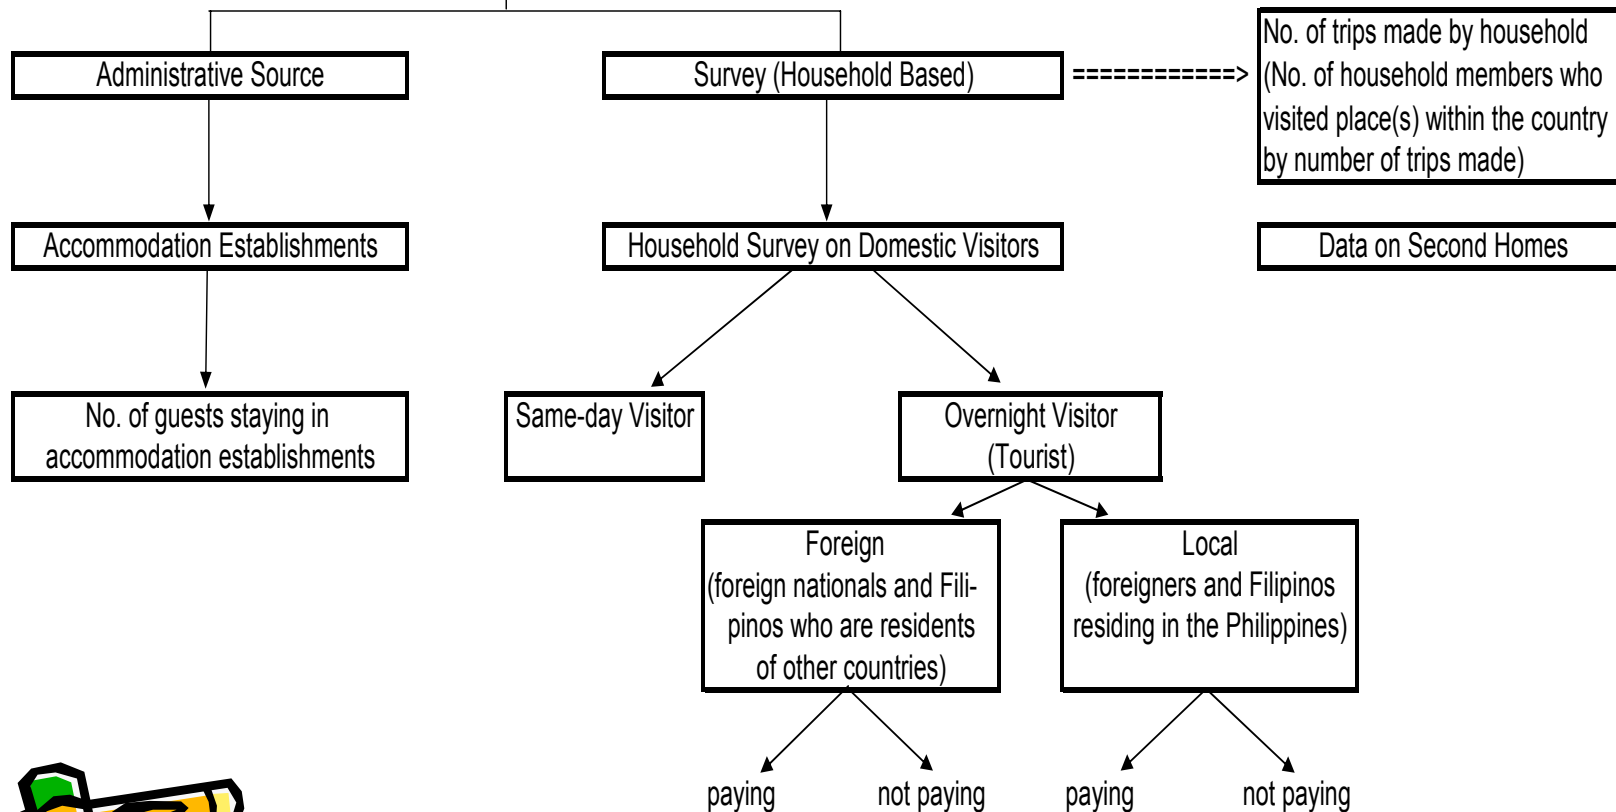 Administrative Source
Survey (Household Based)
===========>
No. of trips made by household
(No. of household members who
visited place(s) within the country
by number of trips made)
Accommodation Establishments
Household Survey on Domestic Visitors
Data on Second Homes
No. of guests staying in
accommodation establishments
Same-day Visitor
Overnight Visitor
(Tourist)
Foreign
(foreign nationals and Fili-
pinos who are residents
of other countries)
Local
(foreigners and Filipinos
residing in the Philippines)
paying
not paying
paying
not paying